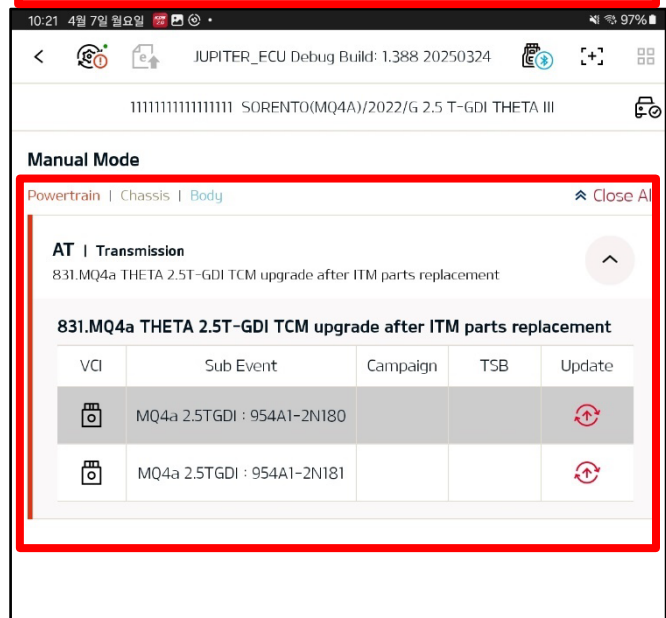 10:21 4월 7일 월요일 97%
JUPITER_ECU Debug Build: 1.388 20250324
1111111111111111 SORENTO(MQ4A)/2022/G 2.5 T-GDI THETA III
Manual Mode
Powertrain | Chassis | Body Close Al
AT | Transmission
831.MQ4a THETA 2.5T-GDI TCM upgrade after ITM parts replacement
831.MQ4a THETA 2.5T-GDI TCM upgrade after ITM parts replacement
VCI Sub Event Campaign TSB Update
MQ4a 2.5TGDI : 954A1-2N180
MQ4a 2.5TGDI : 954A1-2N181